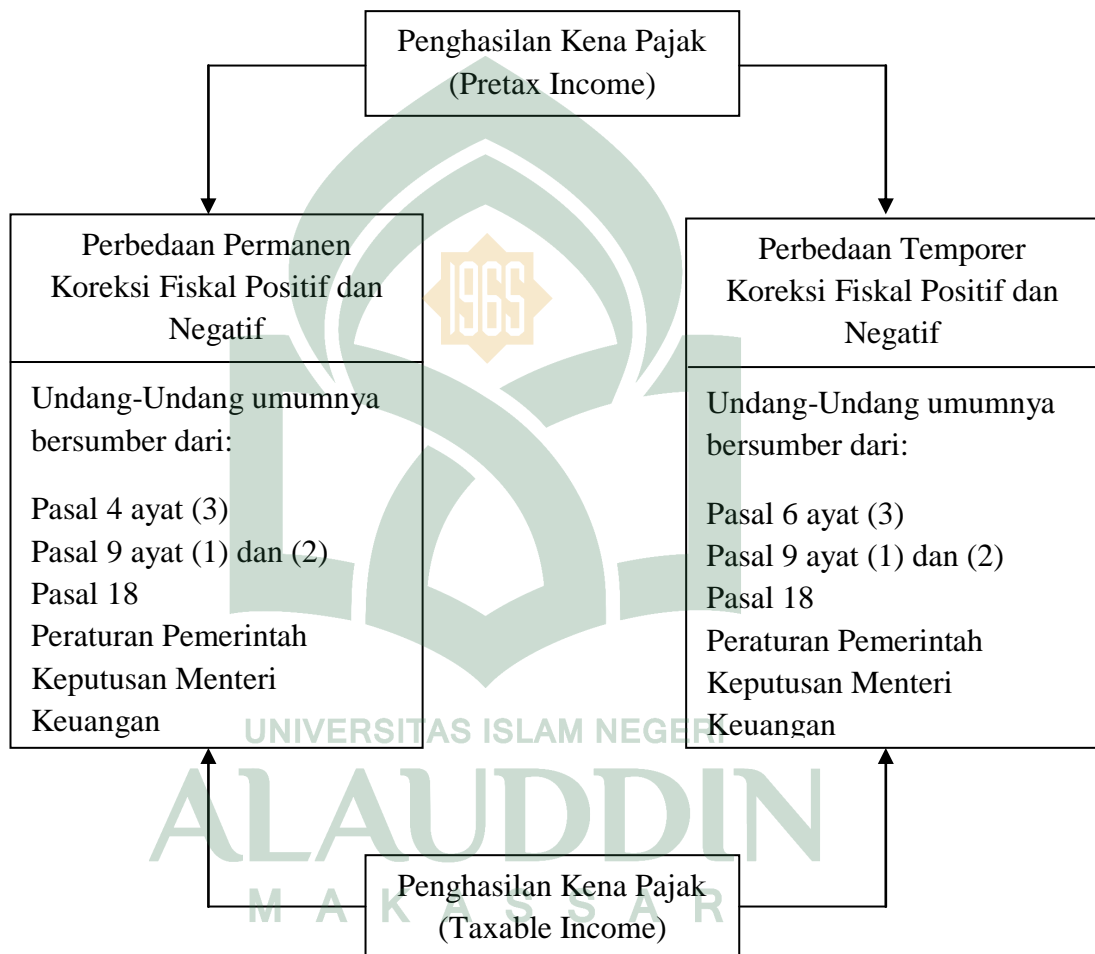 Penghasilan Kena Pajak
(Pretax Income)
Perbedaan Permanen
Koreksi Fiskal Positif dan
Negatif
Undang-Undang umumnya
bersumber dari:
Pasal 4 ayat (3)
Pasal 9 ayat (1) dan (2)
Pasal 18
Peraturan Pemerintah
Keputusan Menteri
Keuangan
Perbedaan Temporer
Koreksi Fiskal Positif dan
Negatif
Undang-Undang umumnya
bersumber dari:
Pasal 6 ayat (3)
Pasal 9 ayat (1) dan (2)
Pasal 18
Peraturan Pemerintah
Keputusan Menteri
Keuangan
1965
UNIVERSITAS ISLAM NEGERI
ALAUDDIN
MAKASSAR
Penghasilan Kena Pajak
(Taxable Income)